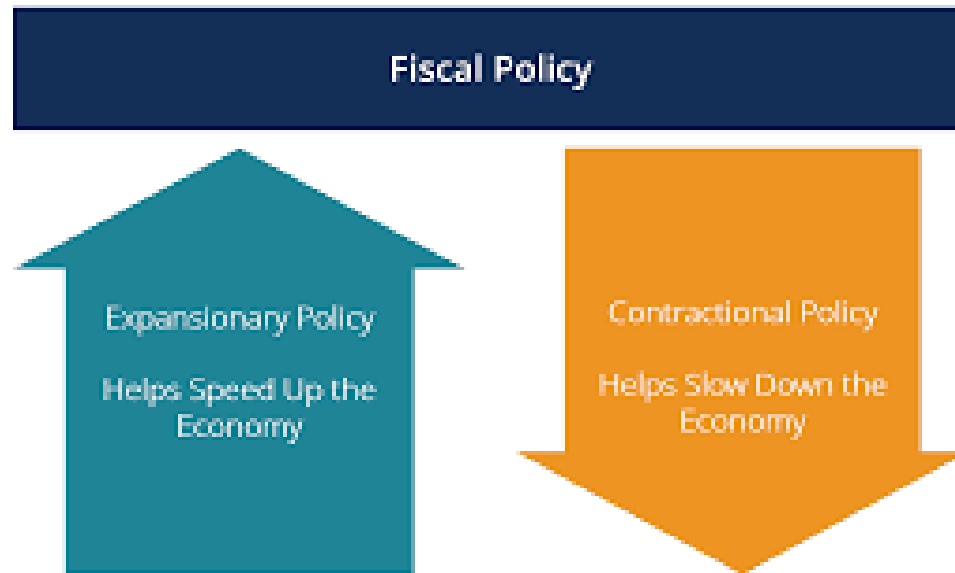 Fiscal Policy
Expansionary Policy
Helps Speed Up the
Economy
Contractional Policy
Helps Slow Down the
Economy